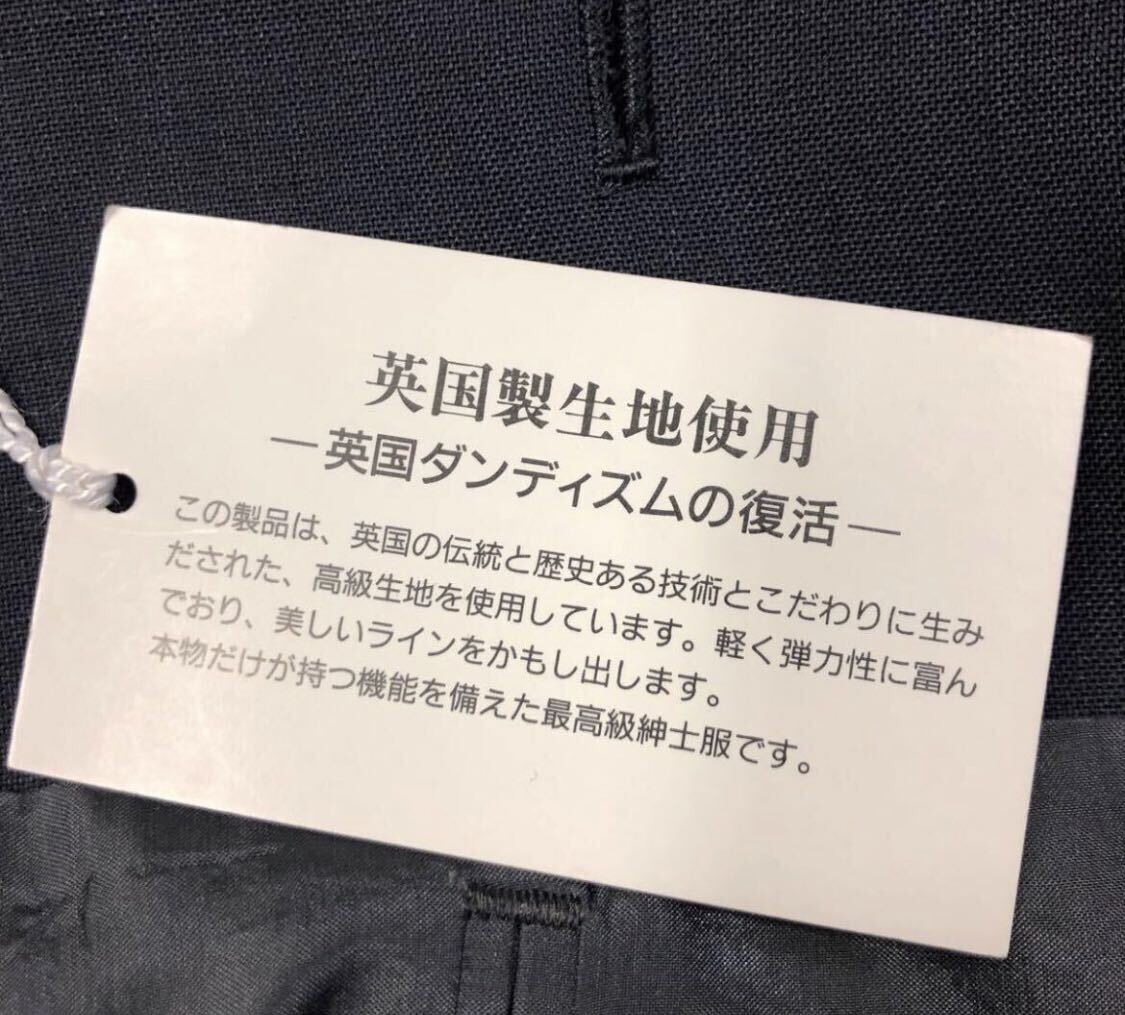 英国製生地使用
―英国ダンディズムの復活―
この製品は、英国の伝統と歴史ある技術とこだわりに生み
だされた、高級生地を使用しています。軽く弾力性に富ん
でおり、美しいラインをかもし出します。
本物だけが持つ機能を備えた最高級紳士服です。